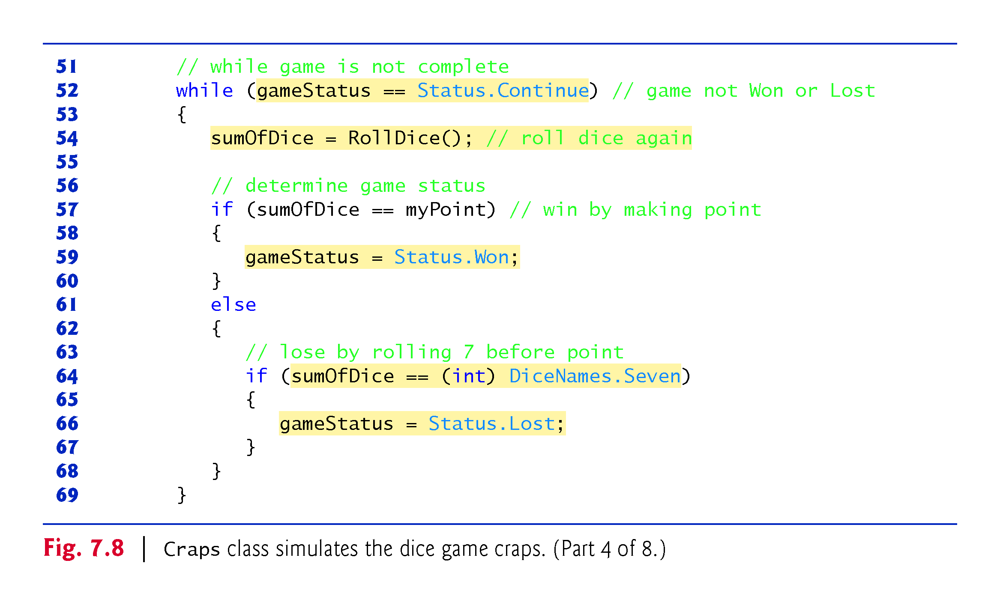 51 // while game is not complete
52 while (gameStatus == Status.Continue) // game not Won or Lost
53 {
54 sumOfDice = RollDice(); // roll dice again
55
56 // determine game status
57 if (sumOfDice == myPoint) // win by making point
58 {
59 gameStatus = Status.Won;
60 }
61 else
62 {
63 // lose by rolling 7 before point
64 if (sumOfDice == (int) DiceNames.Seven)
65 {
66 gameStatus = Status.Lost;
67 }
68 }
69 }
Fig. 7.8 | Craps class simulates the dice game craps. (Part 4 of 8.)